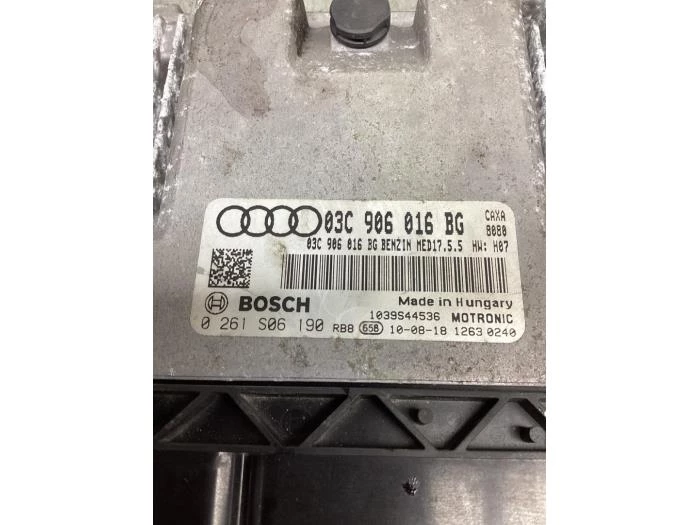 03C 906 016 BG CAXA
8080
03C 906 016 BG BENZIN MED17.5.5 HW: H07
BOSCH Made in Hungary
1039S44536 MOTRONIC
0 261 S06 190 RBB 658 10-08-18 1263 0240